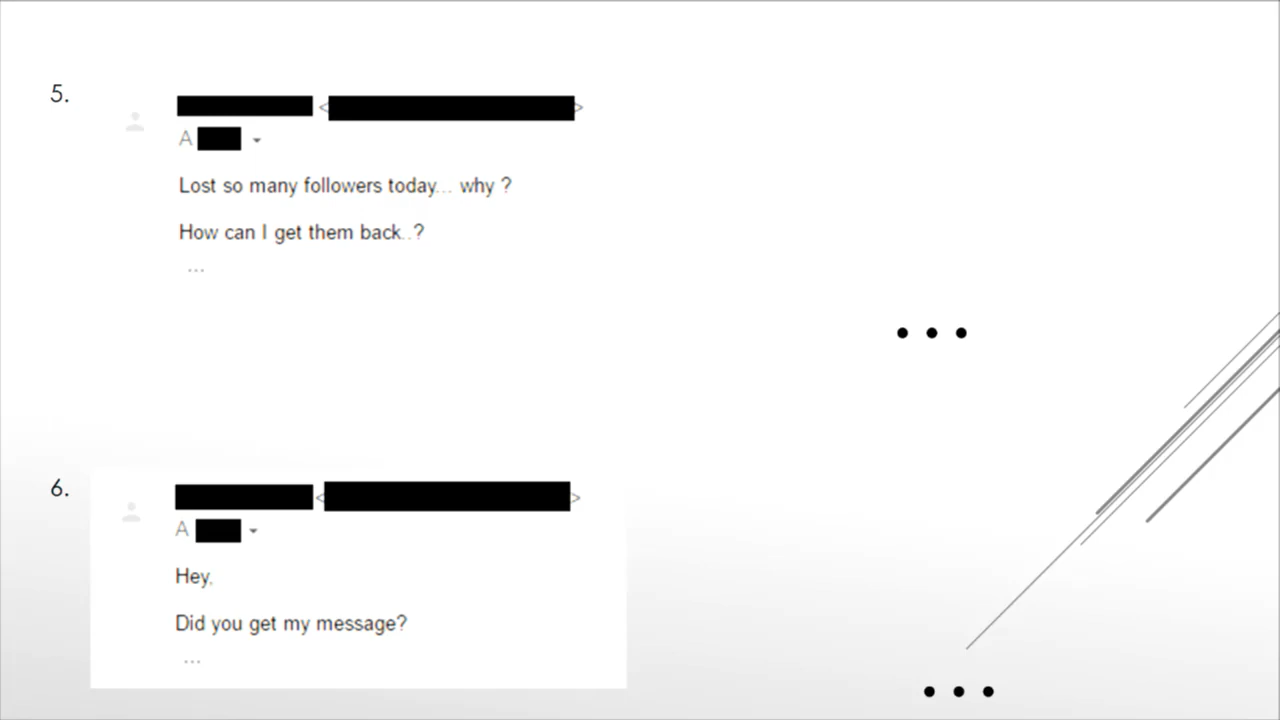 5.
< >
A
Lost so many followers today... why ?
How can I get them back..?
...
• • •
6.
< >
A
Hey,
Did you get my message?
...
• • •